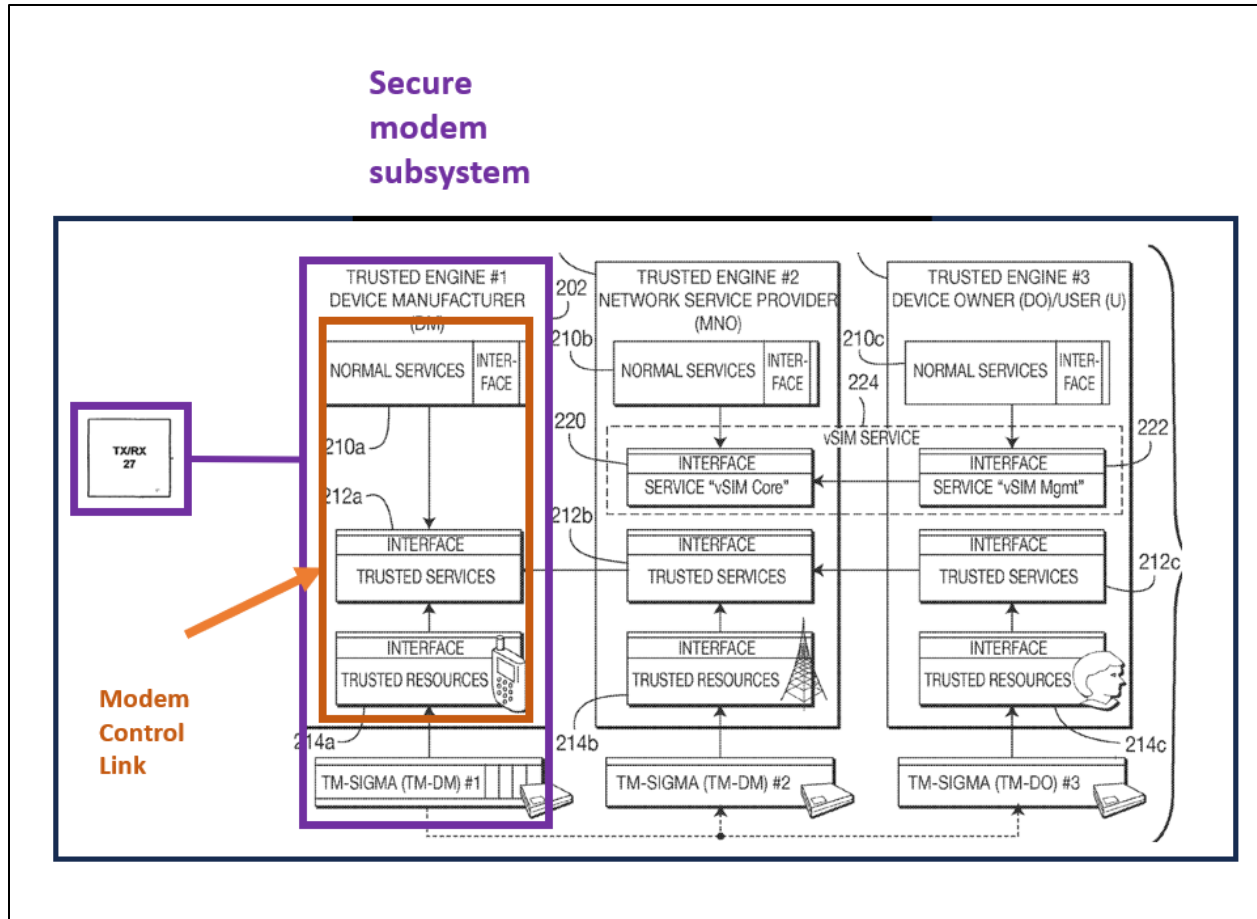 Secure
modem
subsystem
TRUSTED ENGINE #1
DEVICE MANUFACTURER
(DM)
202
NORMAL SERVICES
INTER-
FACE
210a
TX/RX
27
212a
INTERFACE
TRUSTED SERVICES
INTERFACE
TRUSTED RESOURCES
214a
TM-SIGMA (TM-DM) #1
Modem
Control
Link
TRUSTED ENGINE #2
NETWORK SERVICE PROVIDER
(MNO)
210b
NORMAL SERVICES
INTER-
FACE
220
224
vSIM SERVICE
INTERFACE
SERVICE "vSIM Core"
212b
INTERFACE
TRUSTED SERVICES
INTERFACE
TRUSTED RESOURCES
214b
TM-SIGMA (TM-DM) #2
TRUSTED ENGINE #3
DEVICE OWNER (DO)/USER (U)
210c
NORMAL SERVICES
INTER-
FACE
222
INTERFACE
SERVICE "vSIM Mgmt"
INTERFACE
TRUSTED SERVICES
212c
INTERFACE
TRUSTED RESOURCES
214c
TM-SIGMA (TM-DO) #3